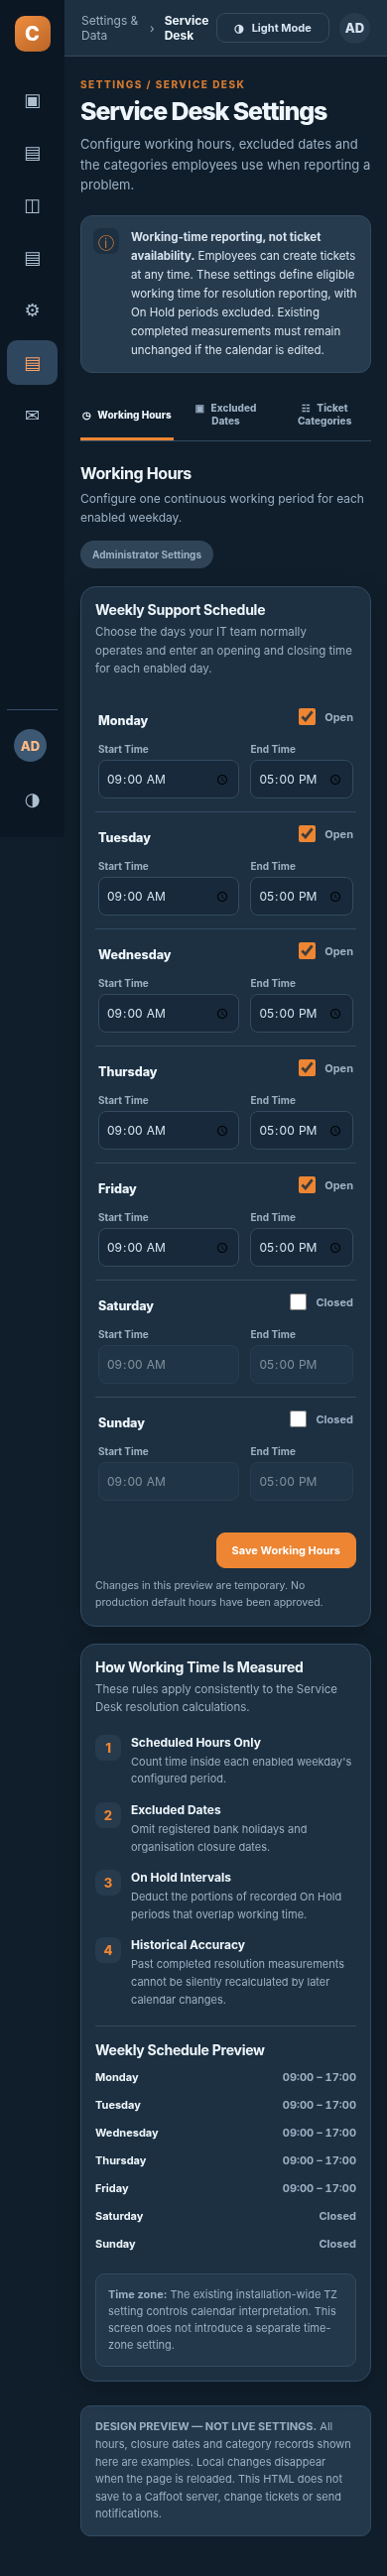 C
Settings & Data › Service Desk
Light Mode
AD
SETTINGS / SERVICE DESK
Service Desk Settings
Configure working hours, excluded dates and
the categories employees use when reporting a
problem.
Working-time reporting, not ticket
availability. Employees can create tickets
at any time. These settings define eligible
working time for resolution reporting, with
On Hold periods excluded. Existing
completed measurements must remain
unchanged if the calendar is edited.
Working Hours
Excluded
Dates
Ticket
Categories
Working Hours
Configure one continuous working period for each
enabled weekday.
Administrator Settings
Weekly Support Schedule
Choose the days your IT team normally
operates and enter an opening and closing time
for each enabled day.
Monday Open
Start Time End Time
09:00 AM 05:00 PM
Tuesday Open
Start Time End Time
09:00 AM 05:00 PM
Wednesday Open
Start Time End Time
09:00 AM 05:00 PM
Thursday Open
Start Time End Time
09:00 AM 05:00 PM
Friday Open
Start Time End Time
09:00 AM 05:00 PM
Saturday Closed
Start Time End Time
09:00 AM 05:00 PM
Sunday Closed
Start Time End Time
09:00 AM 05:00 PM
AD
Save Working Hours
Changes in this preview are temporary. No
production default hours have been approved.
How Working Time Is Measured
These rules apply consistently to the Service
Desk resolution calculations.
1 Scheduled Hours Only
Count time inside each enabled weekday's
configured period.
2 Excluded Dates
Omit registered bank holidays and
organisation closure dates.
3 On Hold Intervals
Deduct the portions of recorded On Hold
periods that overlap working time.
4 Historical Accuracy
Past completed resolution measurements
cannot be silently recalculated by later
calendar changes.
Weekly Schedule Preview
Monday 09:00 – 17:00
Tuesday 09:00 – 17:00
Wednesday 09:00 – 17:00
Thursday 09:00 – 17:00
Friday 09:00 – 17:00
Saturday Closed
Sunday Closed
Time zone: The existing installation-wide TZ
setting controls calendar interpretation. This
screen does not introduce a separate time-
zone setting.
DESIGN PREVIEW — NOT LIVE SETTINGS. All
hours, closure dates and category records shown
here are examples. Local changes disappear
when the page is reloaded. This HTML does not
save to a Caffoot server, change tickets or send
notifications.